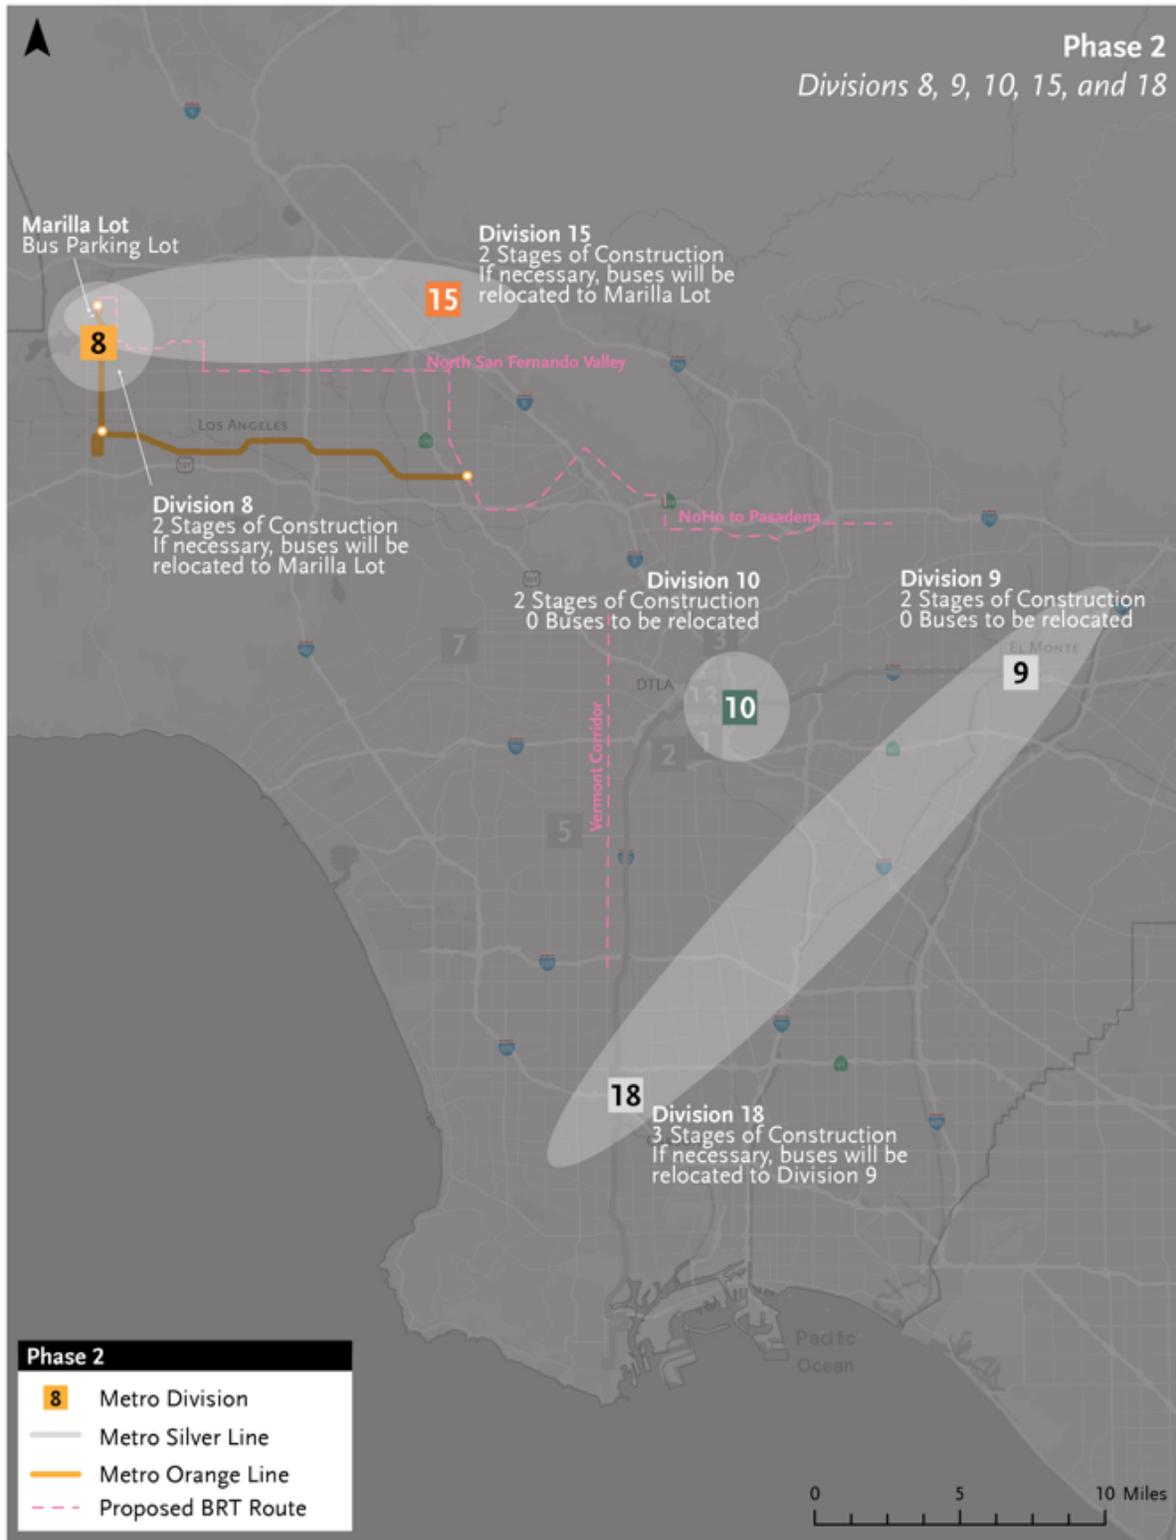 Phase 2
Divisions 8, 9, 10, 15, and 18
Marilla Lot
Bus Parking Lot
Division 15
2 Stages of Construction
If necessary, buses will be
relocated to Marilla Lot
15
8
North San Fernando Valley
Los Angeles
Division 8
2 Stages of Construction
If necessary, buses will be
relocated to Marilla Lot
NoHo to Pasadena
Division 10
2 Stages of Construction
0 Buses to be relocated
Division 9
2 Stages of Construction
0 Buses to be relocated
7
3
El Monte
9
DTLA
13
10
Vermont Corridor
2
1
5
18
Division 18
3 Stages of Construction
If necessary, buses will be
relocated to Division 9
Pacific
Ocean
Phase 2
8 Metro Division
Metro Silver Line
Metro Orange Line
Proposed BRT Route
0 5 10 Miles